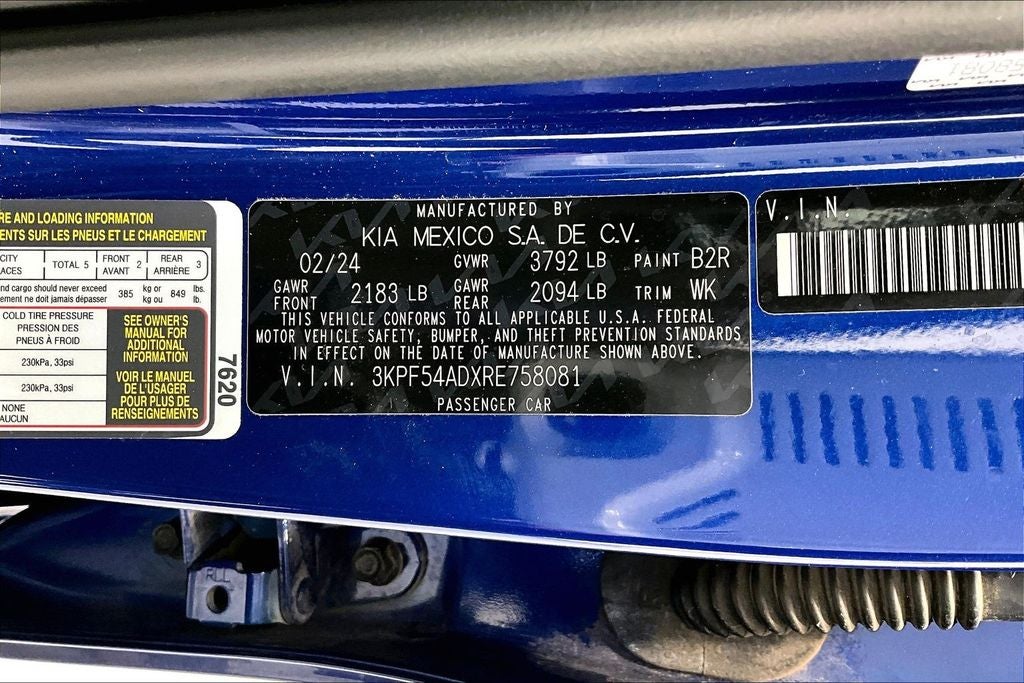 58081
RE AND LOADING INFORMATION
ENTS SUR LES PNEUS ET LE CHARGEMENT
CITY TOTAL 5 FRONT 2 REAR 3
ACES AVANT ARRIÈRE
nd cargo should never exceed 385 kg or 849 lbs.
ement ne doit jamais dépasser kg ou lb.
COLD TIRE PRESSURE
PRESSION DES
PNEUS À FROID
230kPa, 33psi
230kPa, 33psi
NONE
AUCUN
SEE OWNER'S
MANUAL FOR
ADDITIONAL
INFORMATION
VOIR LE MANUEL
DE L'USAGER
POUR PLUS DE
RENSEIGNEMENTS
7620
MANUFACTURED BY
KIA MEXICO S.A. DE C.V.
02/24 GVWR 3792 LB PAINT B2R
GAWR FRONT 2183 LB GAWR REAR 2094 LB TRIM WK
THIS VEHICLE CONFORMS TO ALL APPLICABLE U.S.A. FEDERAL
MOTOR VEHICLE SAFETY, BUMPER, AND THEFT PREVENTION STANDARDS
IN EFFECT ON THE DATE OF MANUFACTURE SHOWN ABOVE.
V.I.N. 3KPF54ADXRE758081
PASSENGER CAR
V.I.N.
RLL